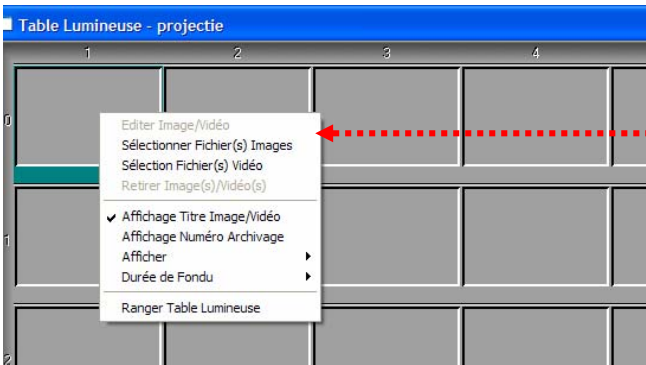 Table Lumineuse - projectie
1 2 3 4
0
Editer Image/Vidéo
Sélectionner Fichier(s) Images
Sélection Fichier(s) Vidéo
Retirer Image(s)/Vidéo(s)
✔ Affichage Titre Image/Vidéo
Affichage Numéro Archivage
1
Afficher
Durée de Fondu
Ranger Table Lumineuse
2